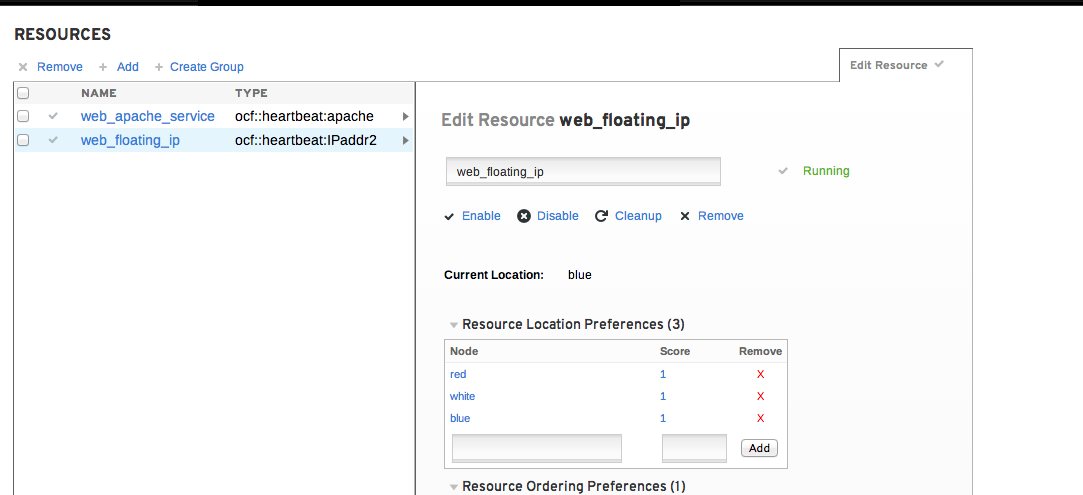 RESOURCES
Remove Add Create Group
Edit Resource
NAME TYPE
web_apache_service ocf::heartbeat:apache
web_floating_ip ocf::heartbeat:IPaddr2
Edit Resource web_floating_ip
web_floating_ip Running
Enable Disable Cleanup Remove
Current Location: blue
Resource Location Preferences (3)
Node Score Remove
red 1 X
white 1 X
blue 1 X
Add
Resource Ordering Preferences (1)